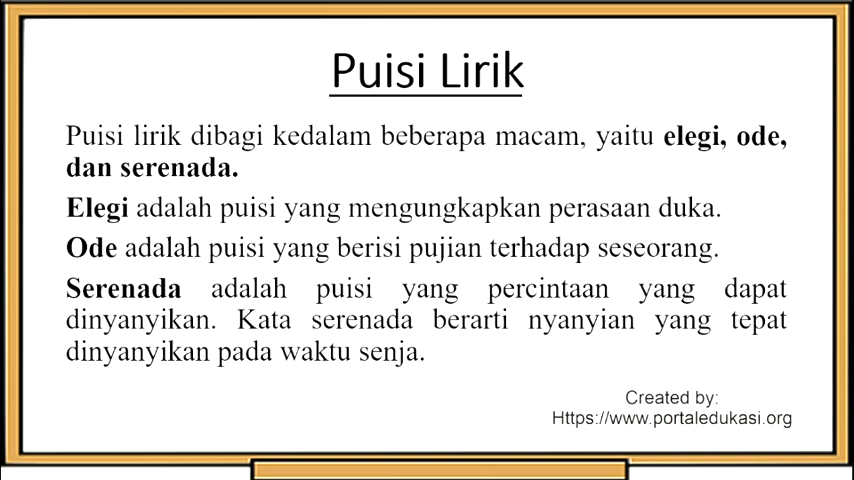 Puisi Lirik
Puisi lirik dibagi kedalam beberapa macam, yaitu elegi, ode,
dan serenada.
Elegi adalah puisi yang mengungkapkan perasaan duka.
Ode adalah puisi yang berisi pujian terhadap seseorang.
Serenada adalah puisi yang percintaan yang dapat
dinyanyikan. Kata serenada berarti nyanyian yang tepat
dinyanyikan pada waktu senja.
Created by:
Https://www.portaledukasi.org